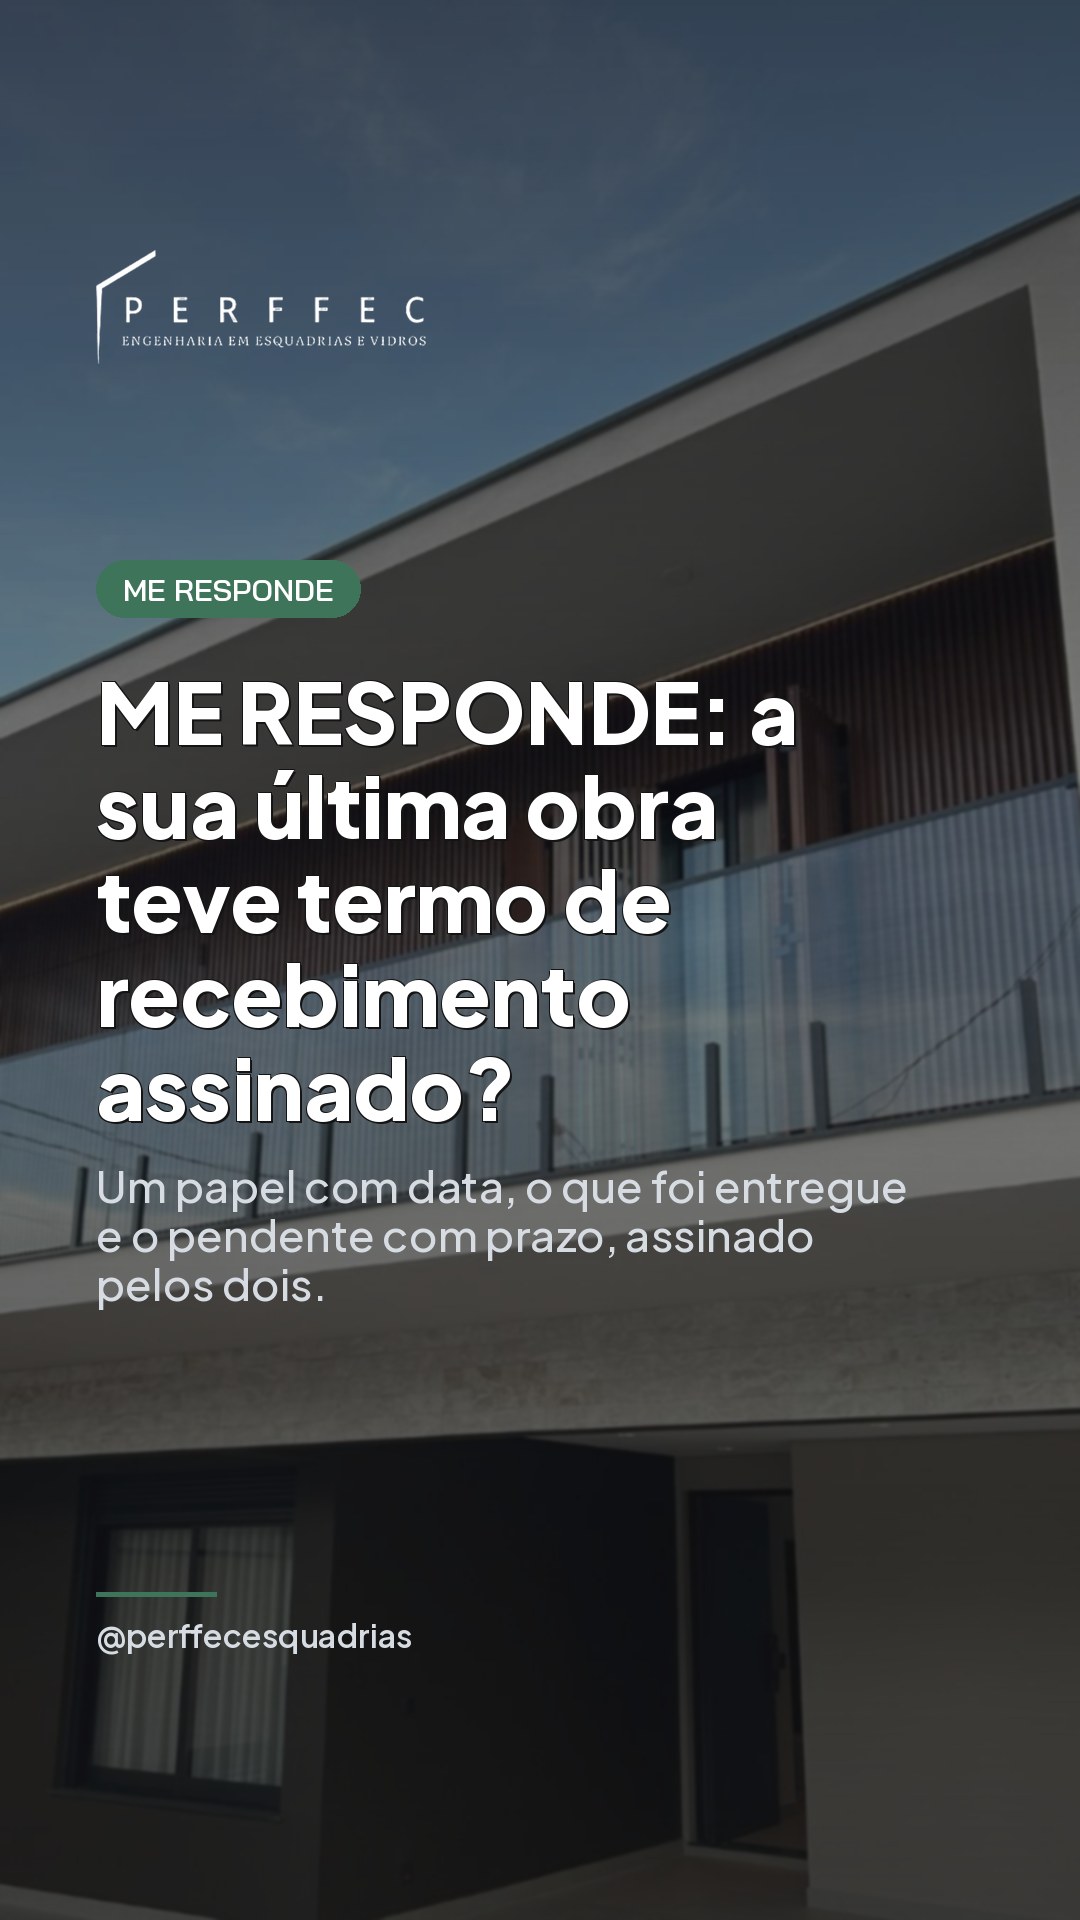 PERFFEC
ENGENHARIA EM ESQUADRIAS E VIDROS
ME RESPONDE
ME RESPONDE: a
sua última obra
teve termo de
recebimento
assinado?
Um papel com data, o que foi entregue
e o pendente com prazo, assinado
pelos dois.
@perffecesquadrias